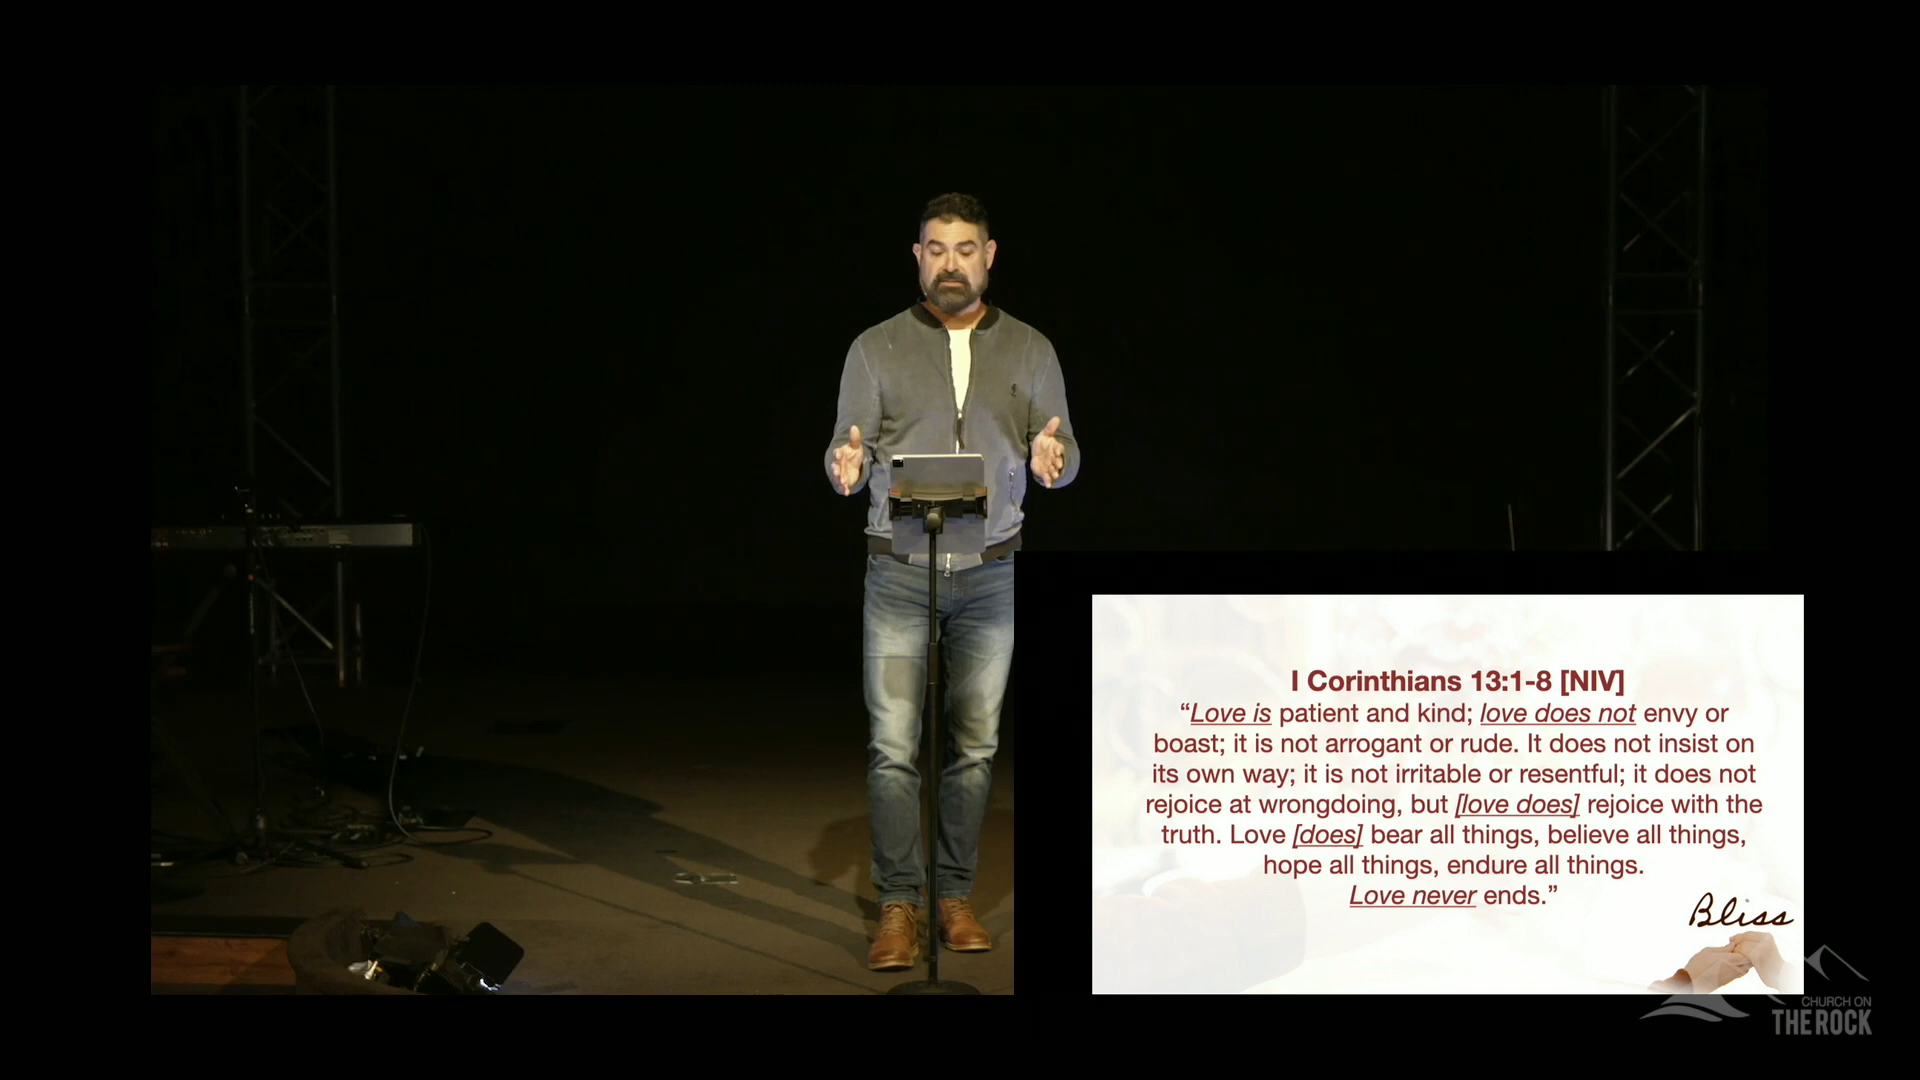 I Corinthians 13:1-8 [NIV]
“Love is patient and kind; love does not envy or
boast; it is not arrogant or rude. It does not insist on
its own way; it is not irritable or resentful; it does not
rejoice at wrongdoing, but [love does] rejoice with the
truth. Love [does] bear all things, believe all things,
hope all things, endure all things.
Love never ends.”
Bliss
CHURCH ON
THE ROCK